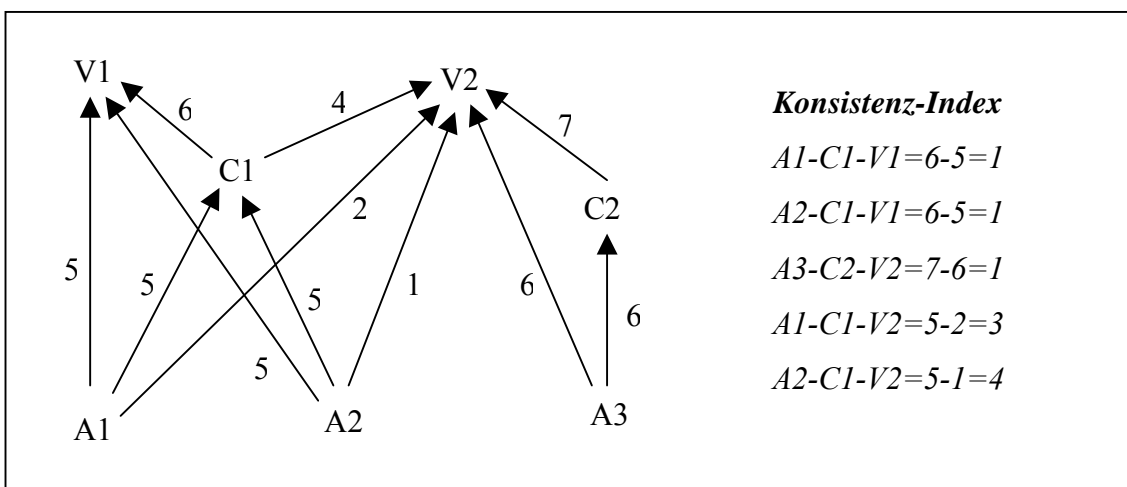 V1
V2
6
4
7
C1
C2
2
5
5
5
1
6
6
5
A1
A2
A3
Konsistenz-Index
A1-C1-V1=6-5=1
A2-C1-V1=6-5=1
A3-C2-V2=7-6=1
A1-C1-V2=5-2=3
A2-C1-V2=5-1=4